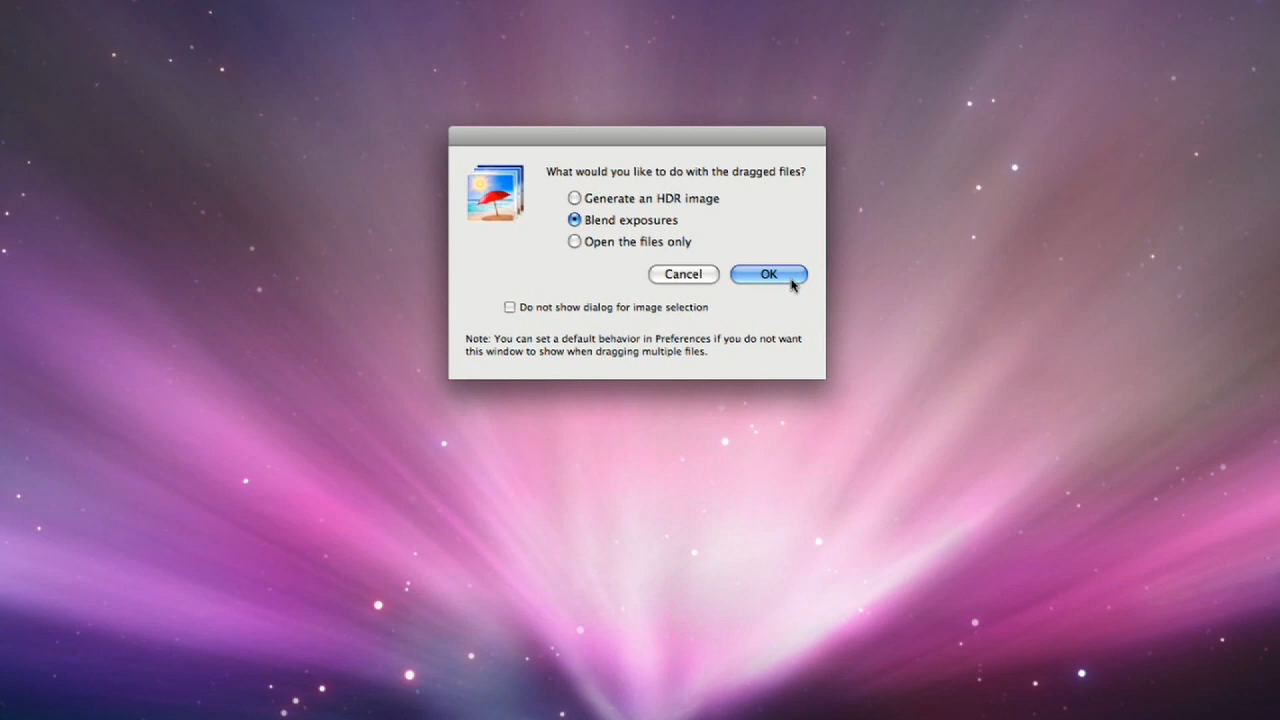 What would you like to do with the dragged files?
Generate an HDR image
Blend exposures
Open the files only
Cancel OK
Do not show dialog for image selection
Note: You can set a default behavior in Preferences if you do not want
this window to show when dragging multiple files.